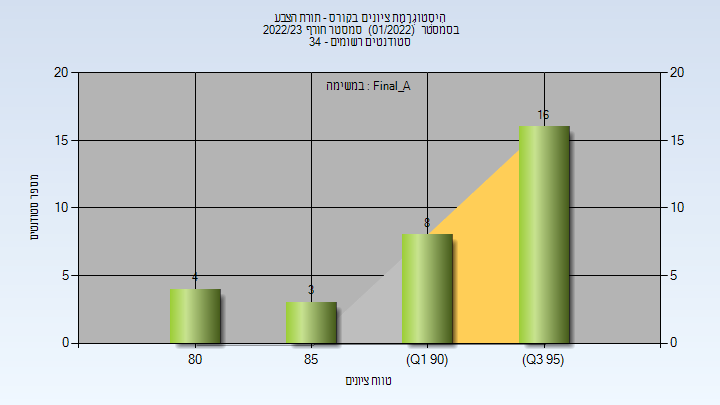 היסטוגרמת ציונים בקורס - תורת הצבע
בסמסטר (01/2022) סמסטר חורף 2022/23
סטודנטים רשומים - 34
במשימה : Final_A
20 20
15 15
10 10
5 5
0 0
4
3
8
16
80 85 (Q1 90) (Q3 95)
מספר סטודנטים
טווח ציונים